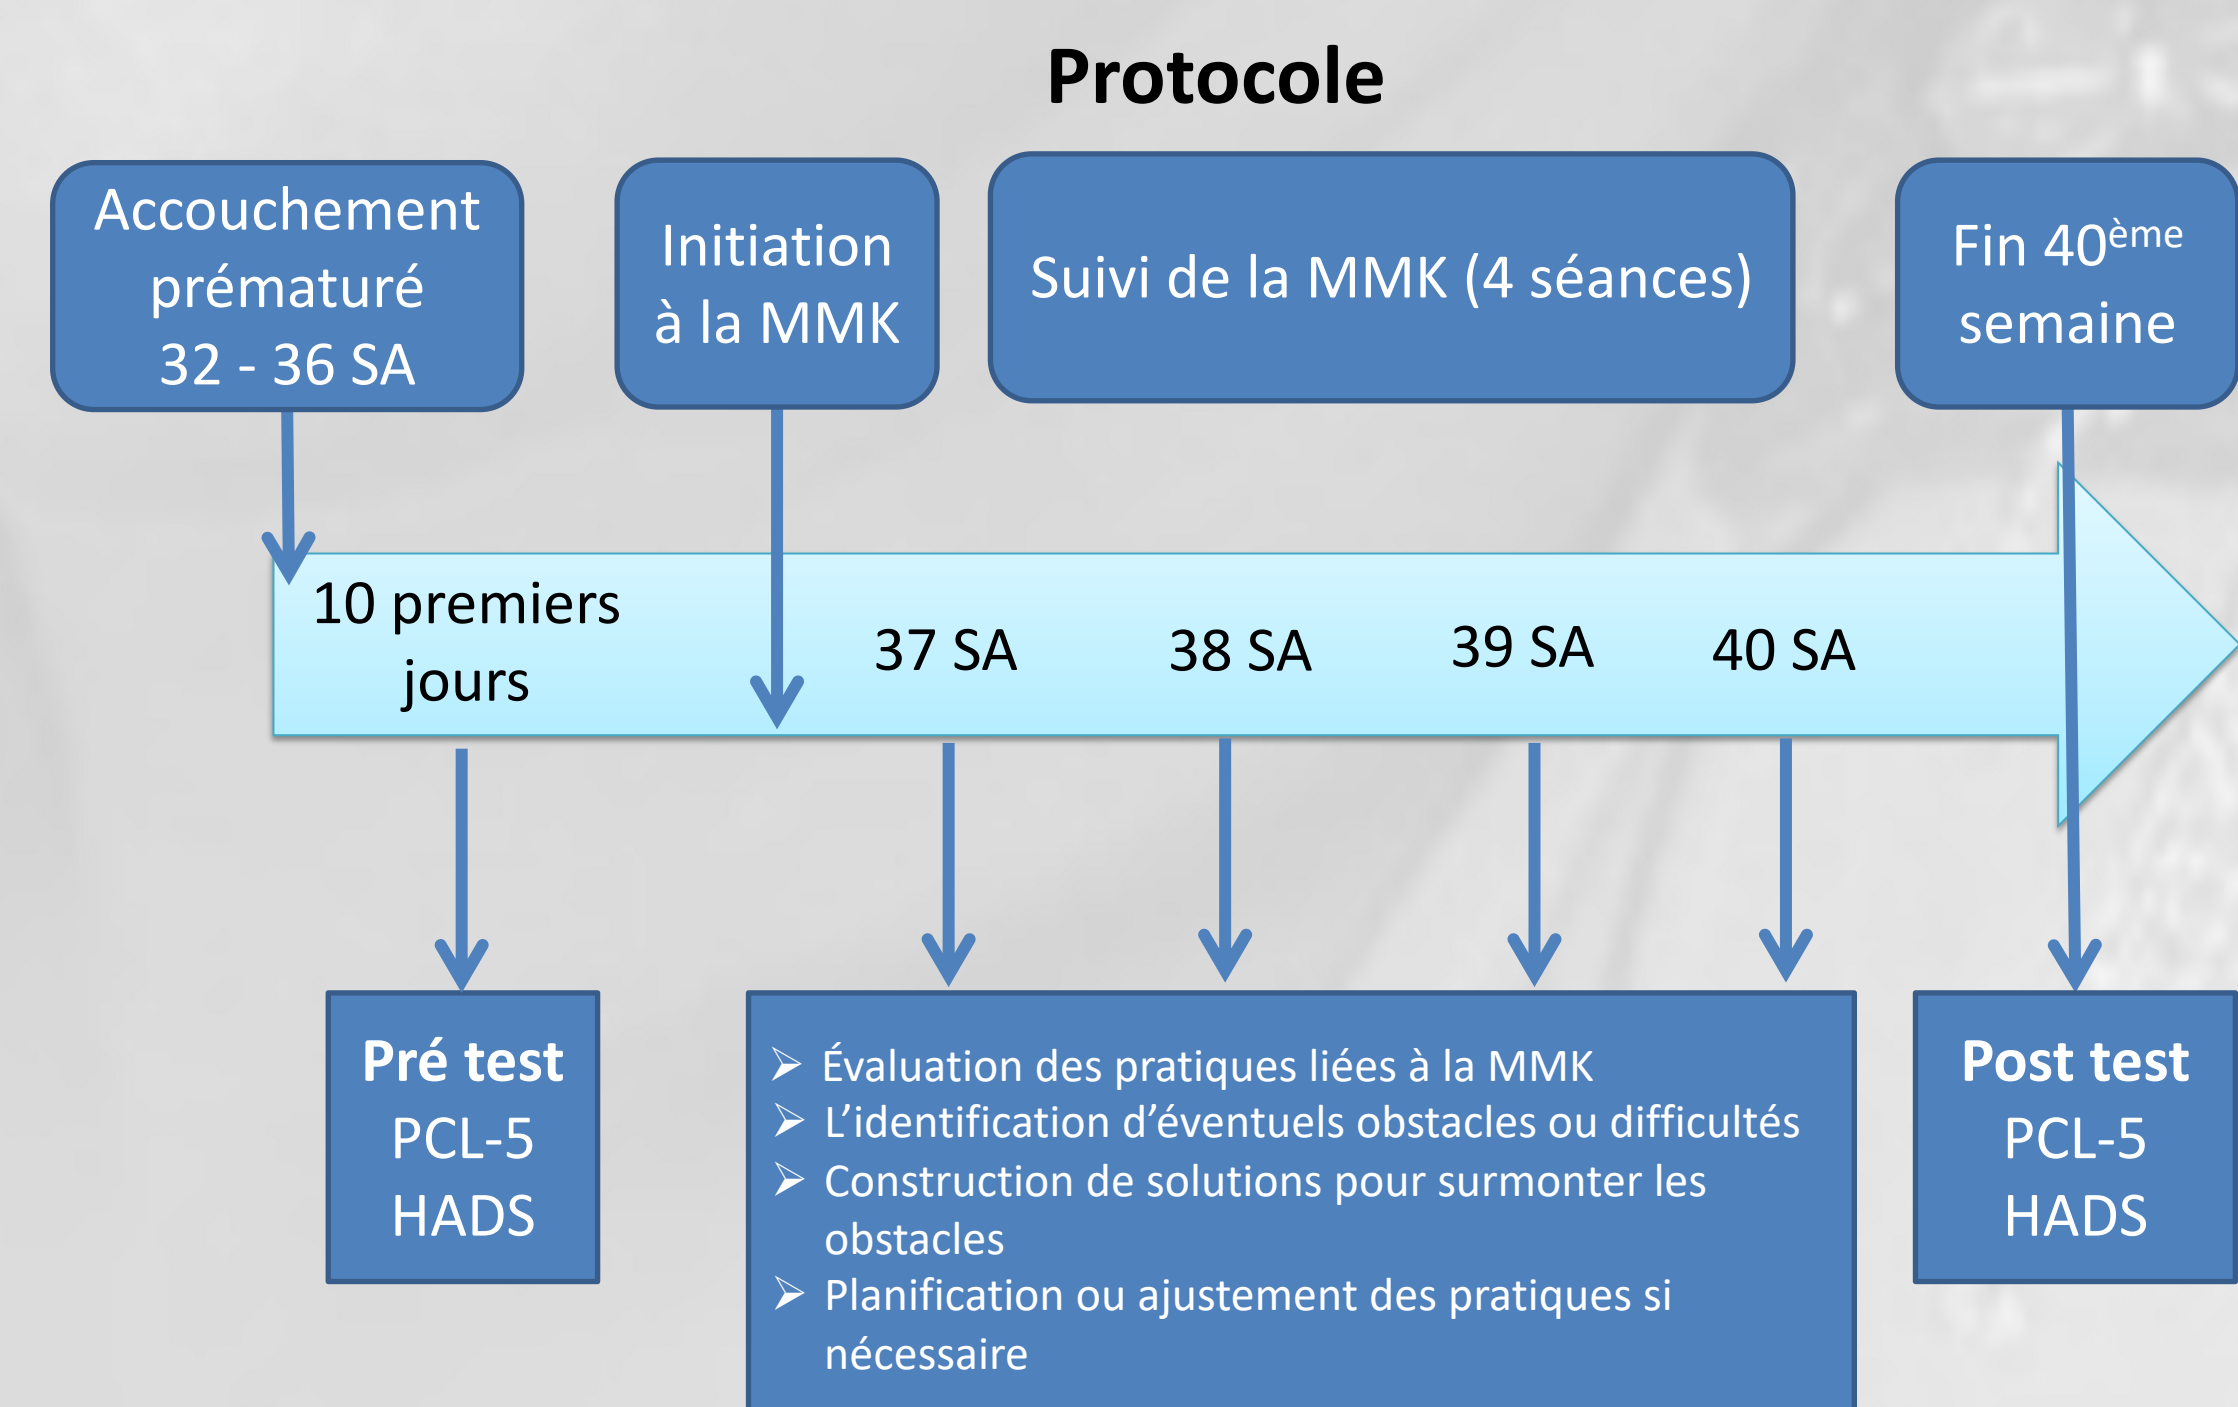 Protocole
Accouchement
prématuré
32 - 36 SA
Initiation
à la MMK
Suivi de la MMK (4 séances)
Fin 40ème
semaine
10 premiers
jours
37 SA
38 SA
39 SA
40 SA
Pré test
PCL-5
HADS
➢ Évaluation des pratiques liées à la MMK
➢ L’identification d’éventuels obstacles ou difficultés
➢ Construction de solutions pour surmonter les
obstacles
➢ Planification ou ajustement des pratiques si
nécessaire
Post test
PCL-5
HADS